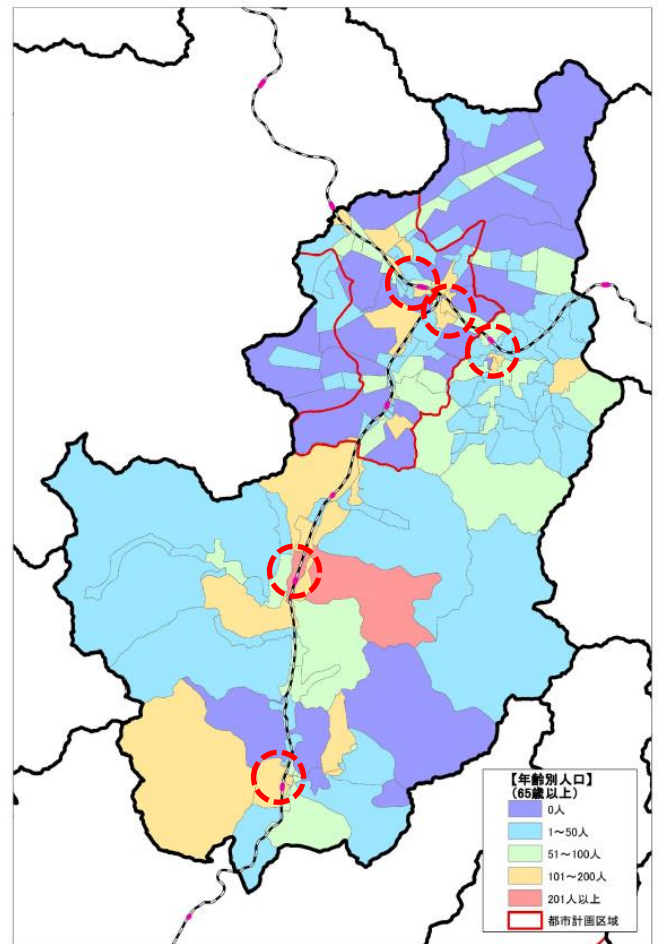 【年齢別人口】
（65歳以上）
0人
1～50人
51～100人
101～200人
201人以上
都市計画区域